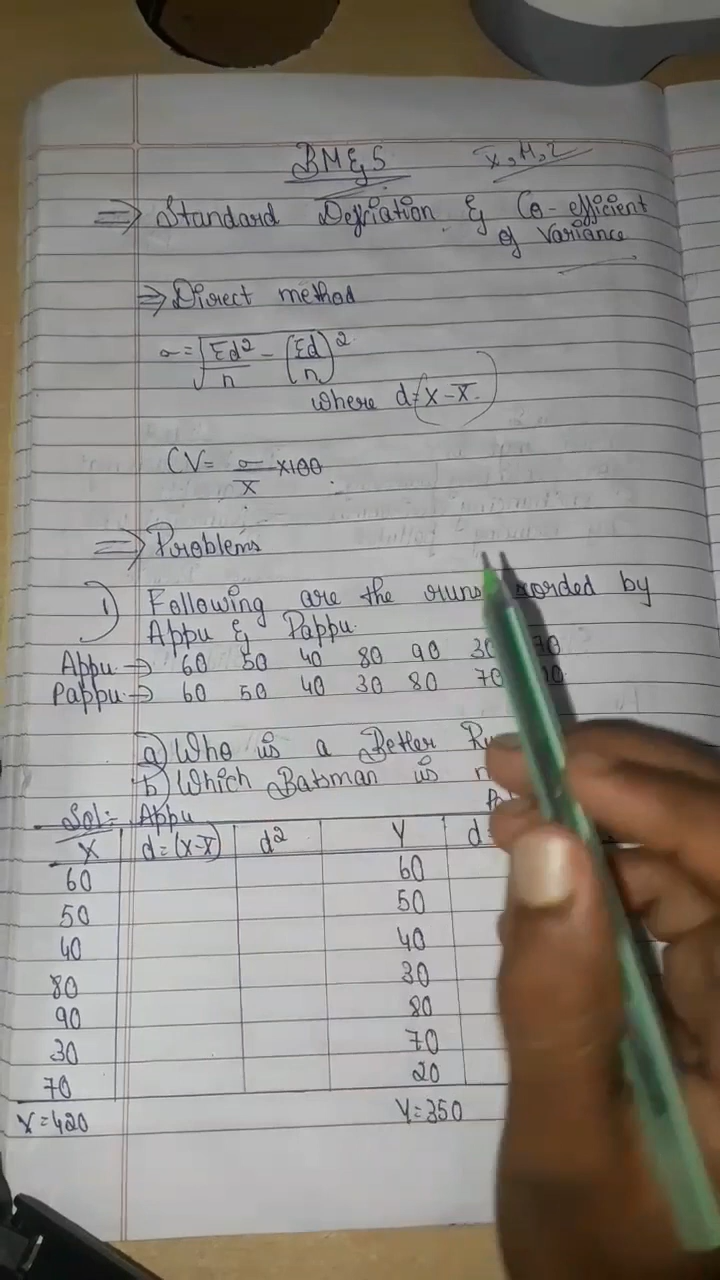 BME&S x̄, M, Z
⇒ Standard Deviation & Co-efficient
of Variance
⇒ Direct method
σ = √Σd²/n - (Σd/n)²
where d = (x - x̄)
CV = σ/x̄ × 100
⇒ Problems
1) Following are the runs by
Appu & Pappu
Appu → 60 50 40 80 90 30 70
Pappu → 60 50 40 30 80 70
a) Who is a Better
b) Which Batsman is
Sol:- Appu
X d = (x - x̄) d² Y d
60 60
50 50
40 40
80 30
90 80
30 70
70 20
X = 420 Y = 350